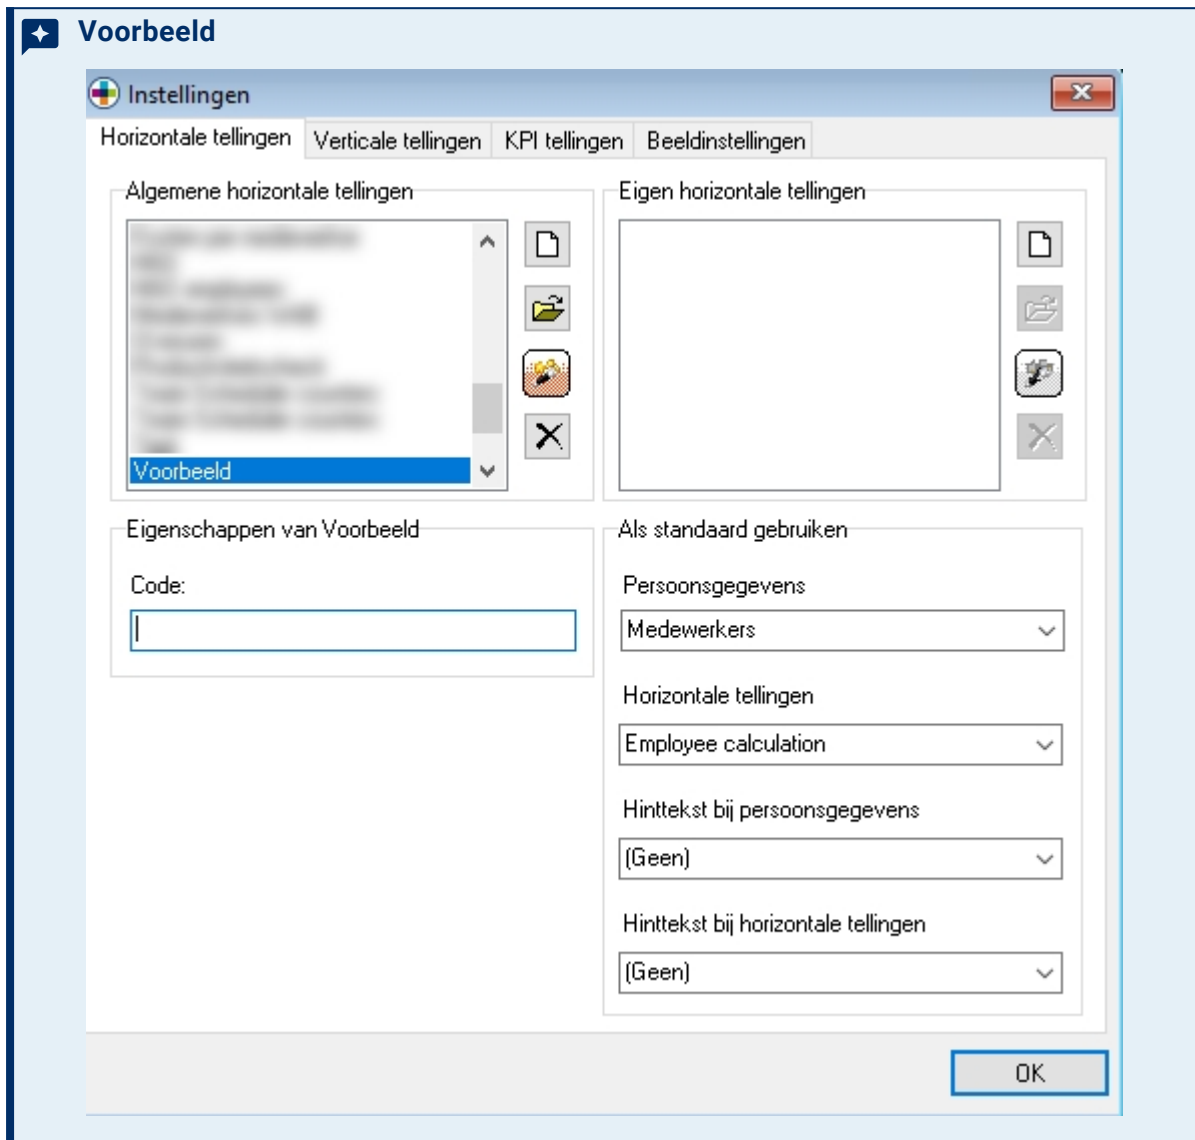 Voorbeeld
Instellingen
Horizontale tellingen
Verticale tellingen
KPI tellingen
Beeldinstellingen
Algemene horizontale tellingen
Voorbeeld
Eigen horizontale tellingen
Eigenschappen van Voorbeeld
Code:
Als standaard gebruiken
Persoonsgegevens
Medewerkers
Horizontale tellingen
Employee calculation
Hinttekst bij persoonsgegevens
(Geen)
Hinttekst bij horizontale tellingen
(Geen)
OK